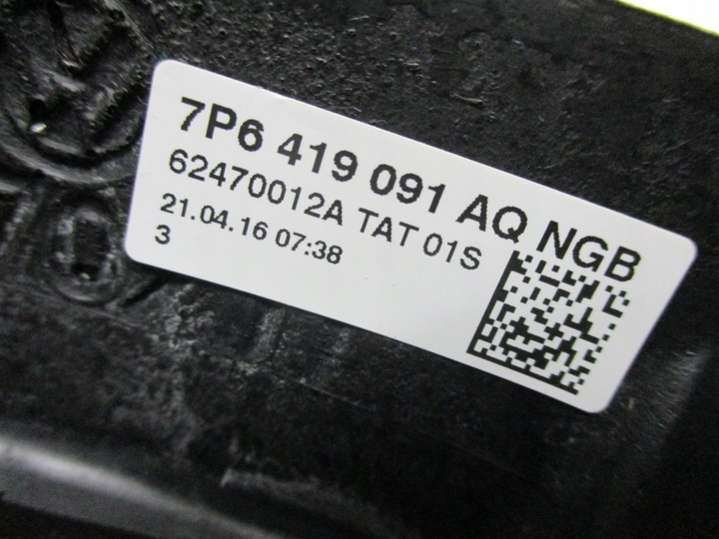 7P6 419 091 AQ NGB
62470012A TAT 01S
21.04.16 07:38
3